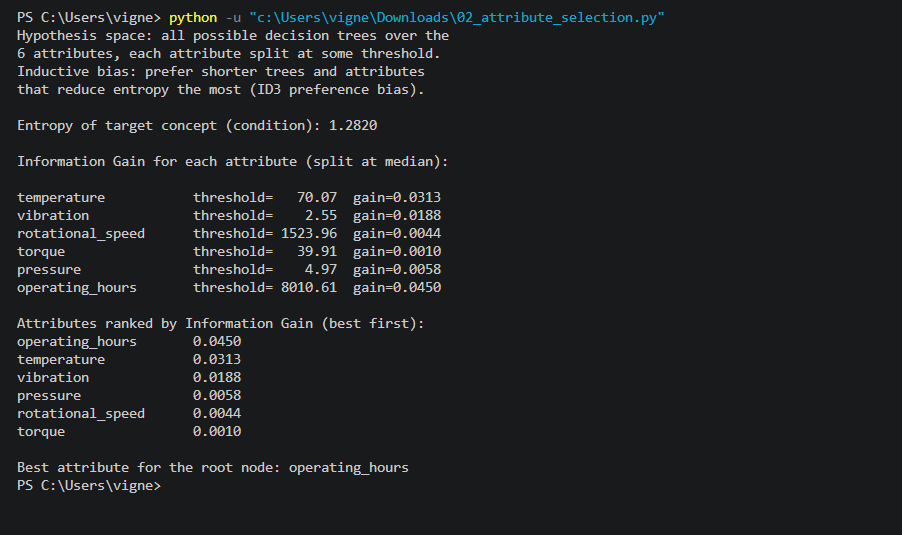 PS C:\Users\vigne> python -u "c:\Users\vigne\Downloads\02_attribute_selection.py"
Hypothesis space: all possible decision trees over the
6 attributes, each attribute split at some threshold.
Inductive bias: prefer shorter trees and attributes
that reduce entropy the most (ID3 preference bias).

Entropy of target concept (condition): 1.2820

Information Gain for each attribute (split at median):

temperature           threshold=   70.07  gain=0.0313
vibration             threshold=    2.55  gain=0.0188
rotational_speed      threshold= 1523.96  gain=0.0044
torque                threshold=   39.91  gain=0.0010
pressure              threshold=    4.97  gain=0.0058
operating_hours       threshold= 8010.61  gain=0.0450

Attributes ranked by Information Gain (best first):
operating_hours       0.0450
temperature           0.0313
vibration             0.0188
pressure              0.0058
rotational_speed      0.0044
torque                0.0010

Best attribute for the root node: operating_hours
PS C:\Users\vigne>